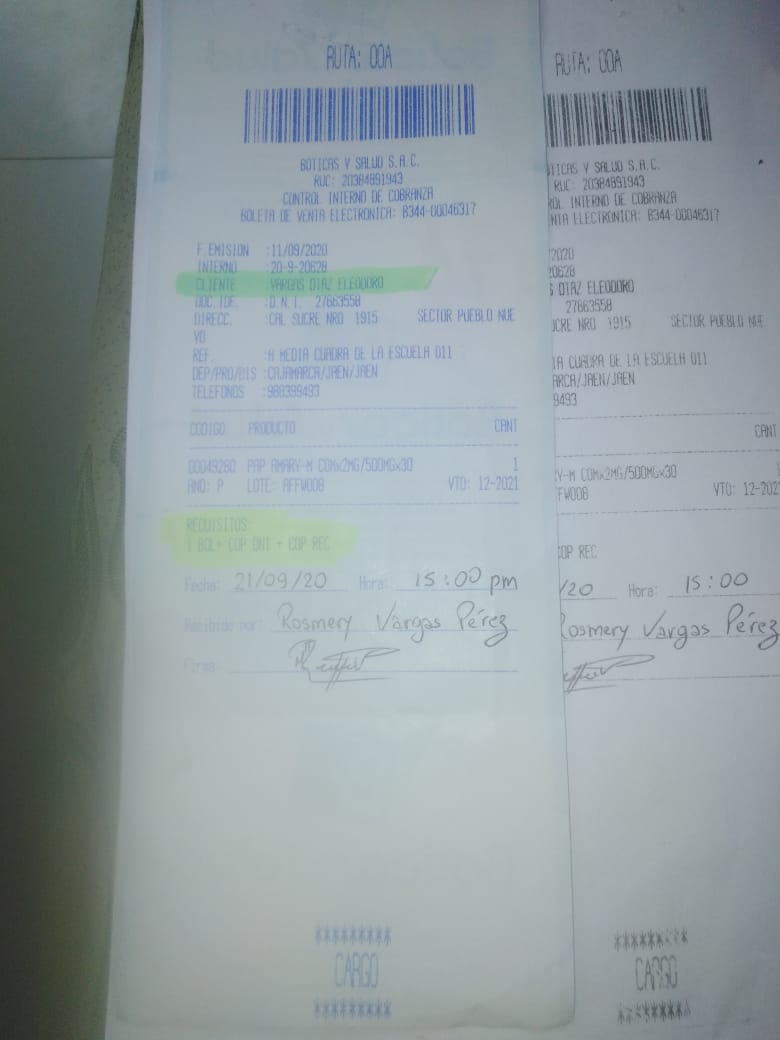 RUTA: 00A
BOTICAS Y SALUD S.A.C.
RUC: 20384891943
CONTROL INTERNO DE COBRANZA
BOLETA DE VENTA ELECTRONICA: B344-00046317
F.EMISION :11/09/2020
INTERNO :20-9-20628
CLIENTE :VARGAS DIAZ ELEODORO
DOC.IDE. :D.N.I. 27663558
DIRECC. :CAL SUCRE NRO 1915 SECTOR PUEBLO NUE
VO
REF. :A MEDIA CUADRA DE LA ESCUELA 011
DEP/PRO/DIS :CAJAMARCA/JAEN/JAEN
TELEFONOS :988399493
CODIGO PRODUCTO CANT
00049280 PAP AMARY-M COMx2MG/500MGx30 1
ANO: P LOTE: AFFW008 VTO: 12-2021
REQUISITOS:
1 BOL+ COP DNI + COP REC
Fecha: 21/09/20 Hora: 15:00 pm
Recibido por: Rosmery Vargas Pérez
Firma:
*********
CARGO
*********
RUTA: 00A
BOTICAS Y SALUD S.A.C.
RUC: 20384891943
ROL INTERNO DE COBRANZA
NTA ELECTRONICA: B344-00046317
/2020
20628
S DIAZ ELEODORO
27663558
UCRE NRO 1915 SECTOR PUEBLO NUE
IA CUADRA DE LA ESCUELA 011
ARCA/JAEN/JAEN
9493
CANT
Y-M COMx2MG/500MGx30 1
AFFW008 VTO: 12-2021
COP REC
/20 Hora: 15:00
Rosmery Vargas Pérez
*********
CARGO
*********